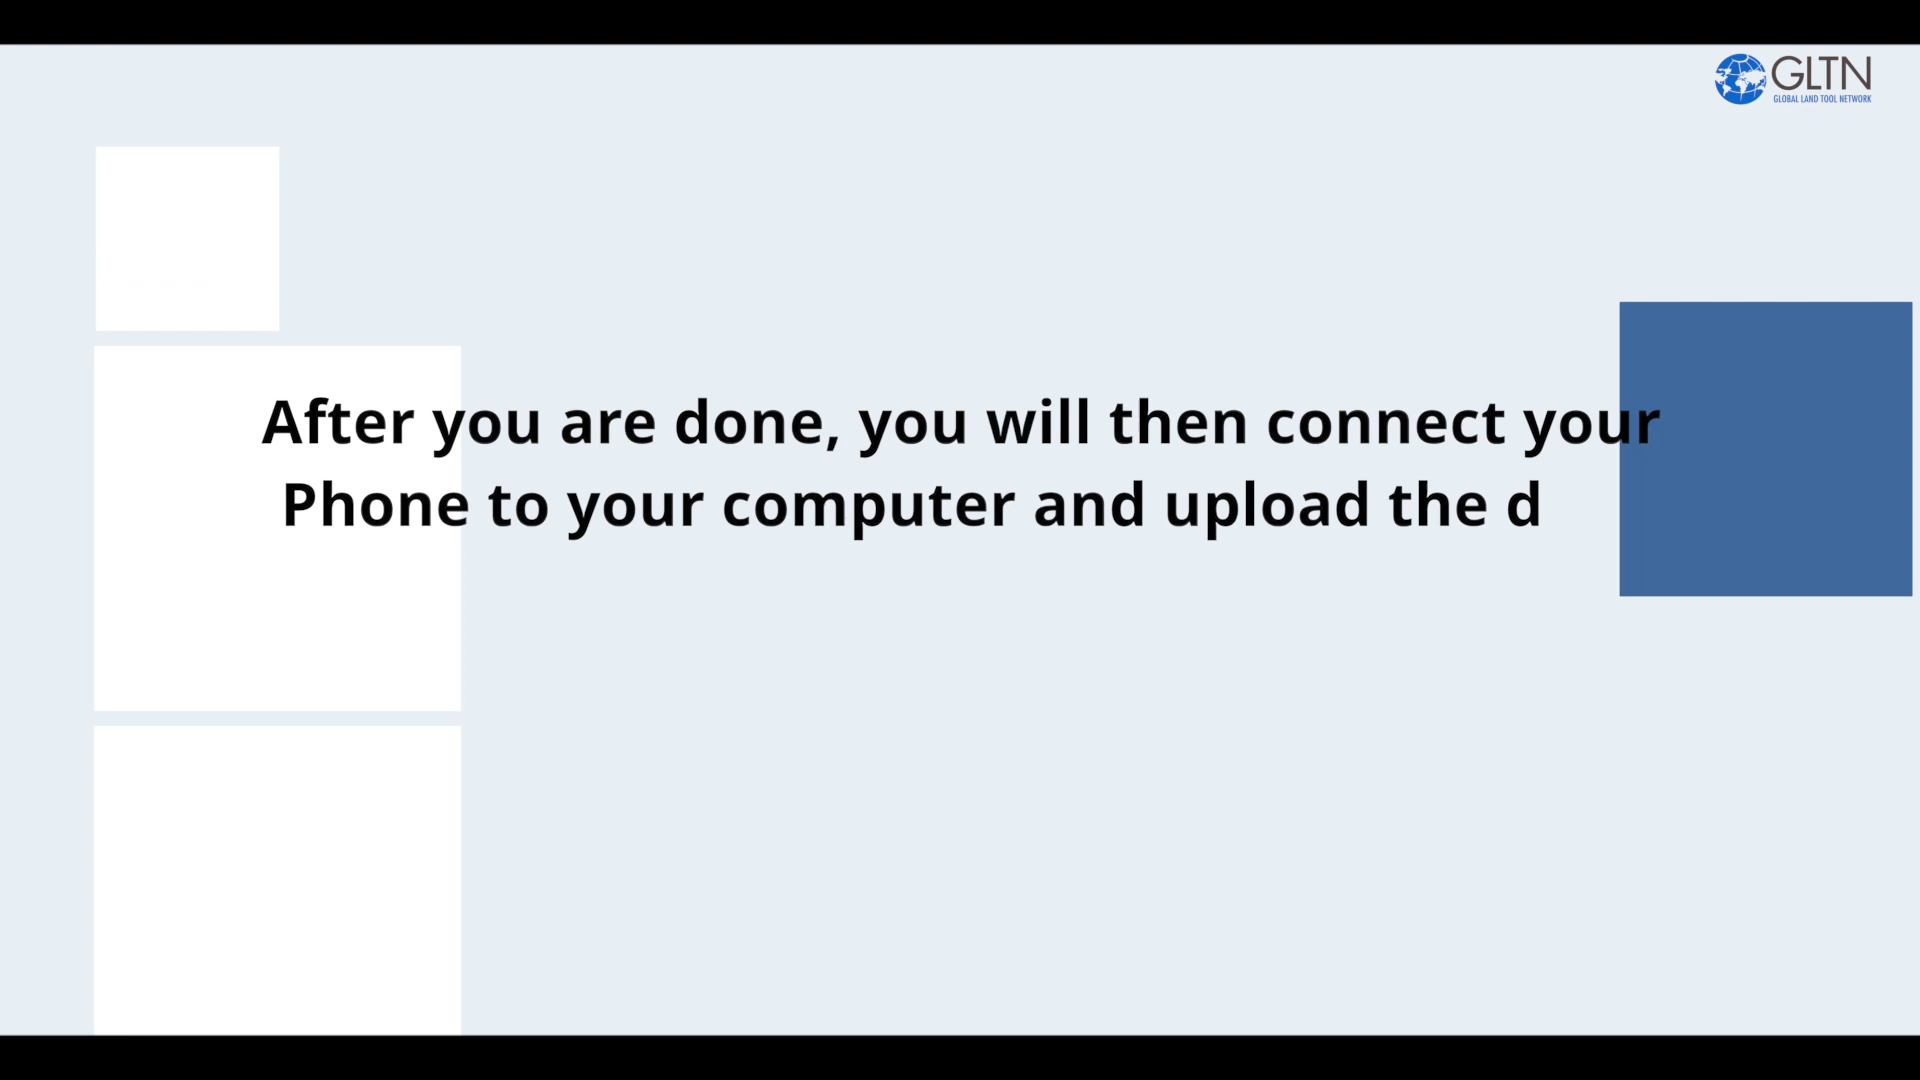 GLTN
GLOBAL LAND TOOL NETWORK
After you are done, you will then connect your
Phone to your computer and upload the d